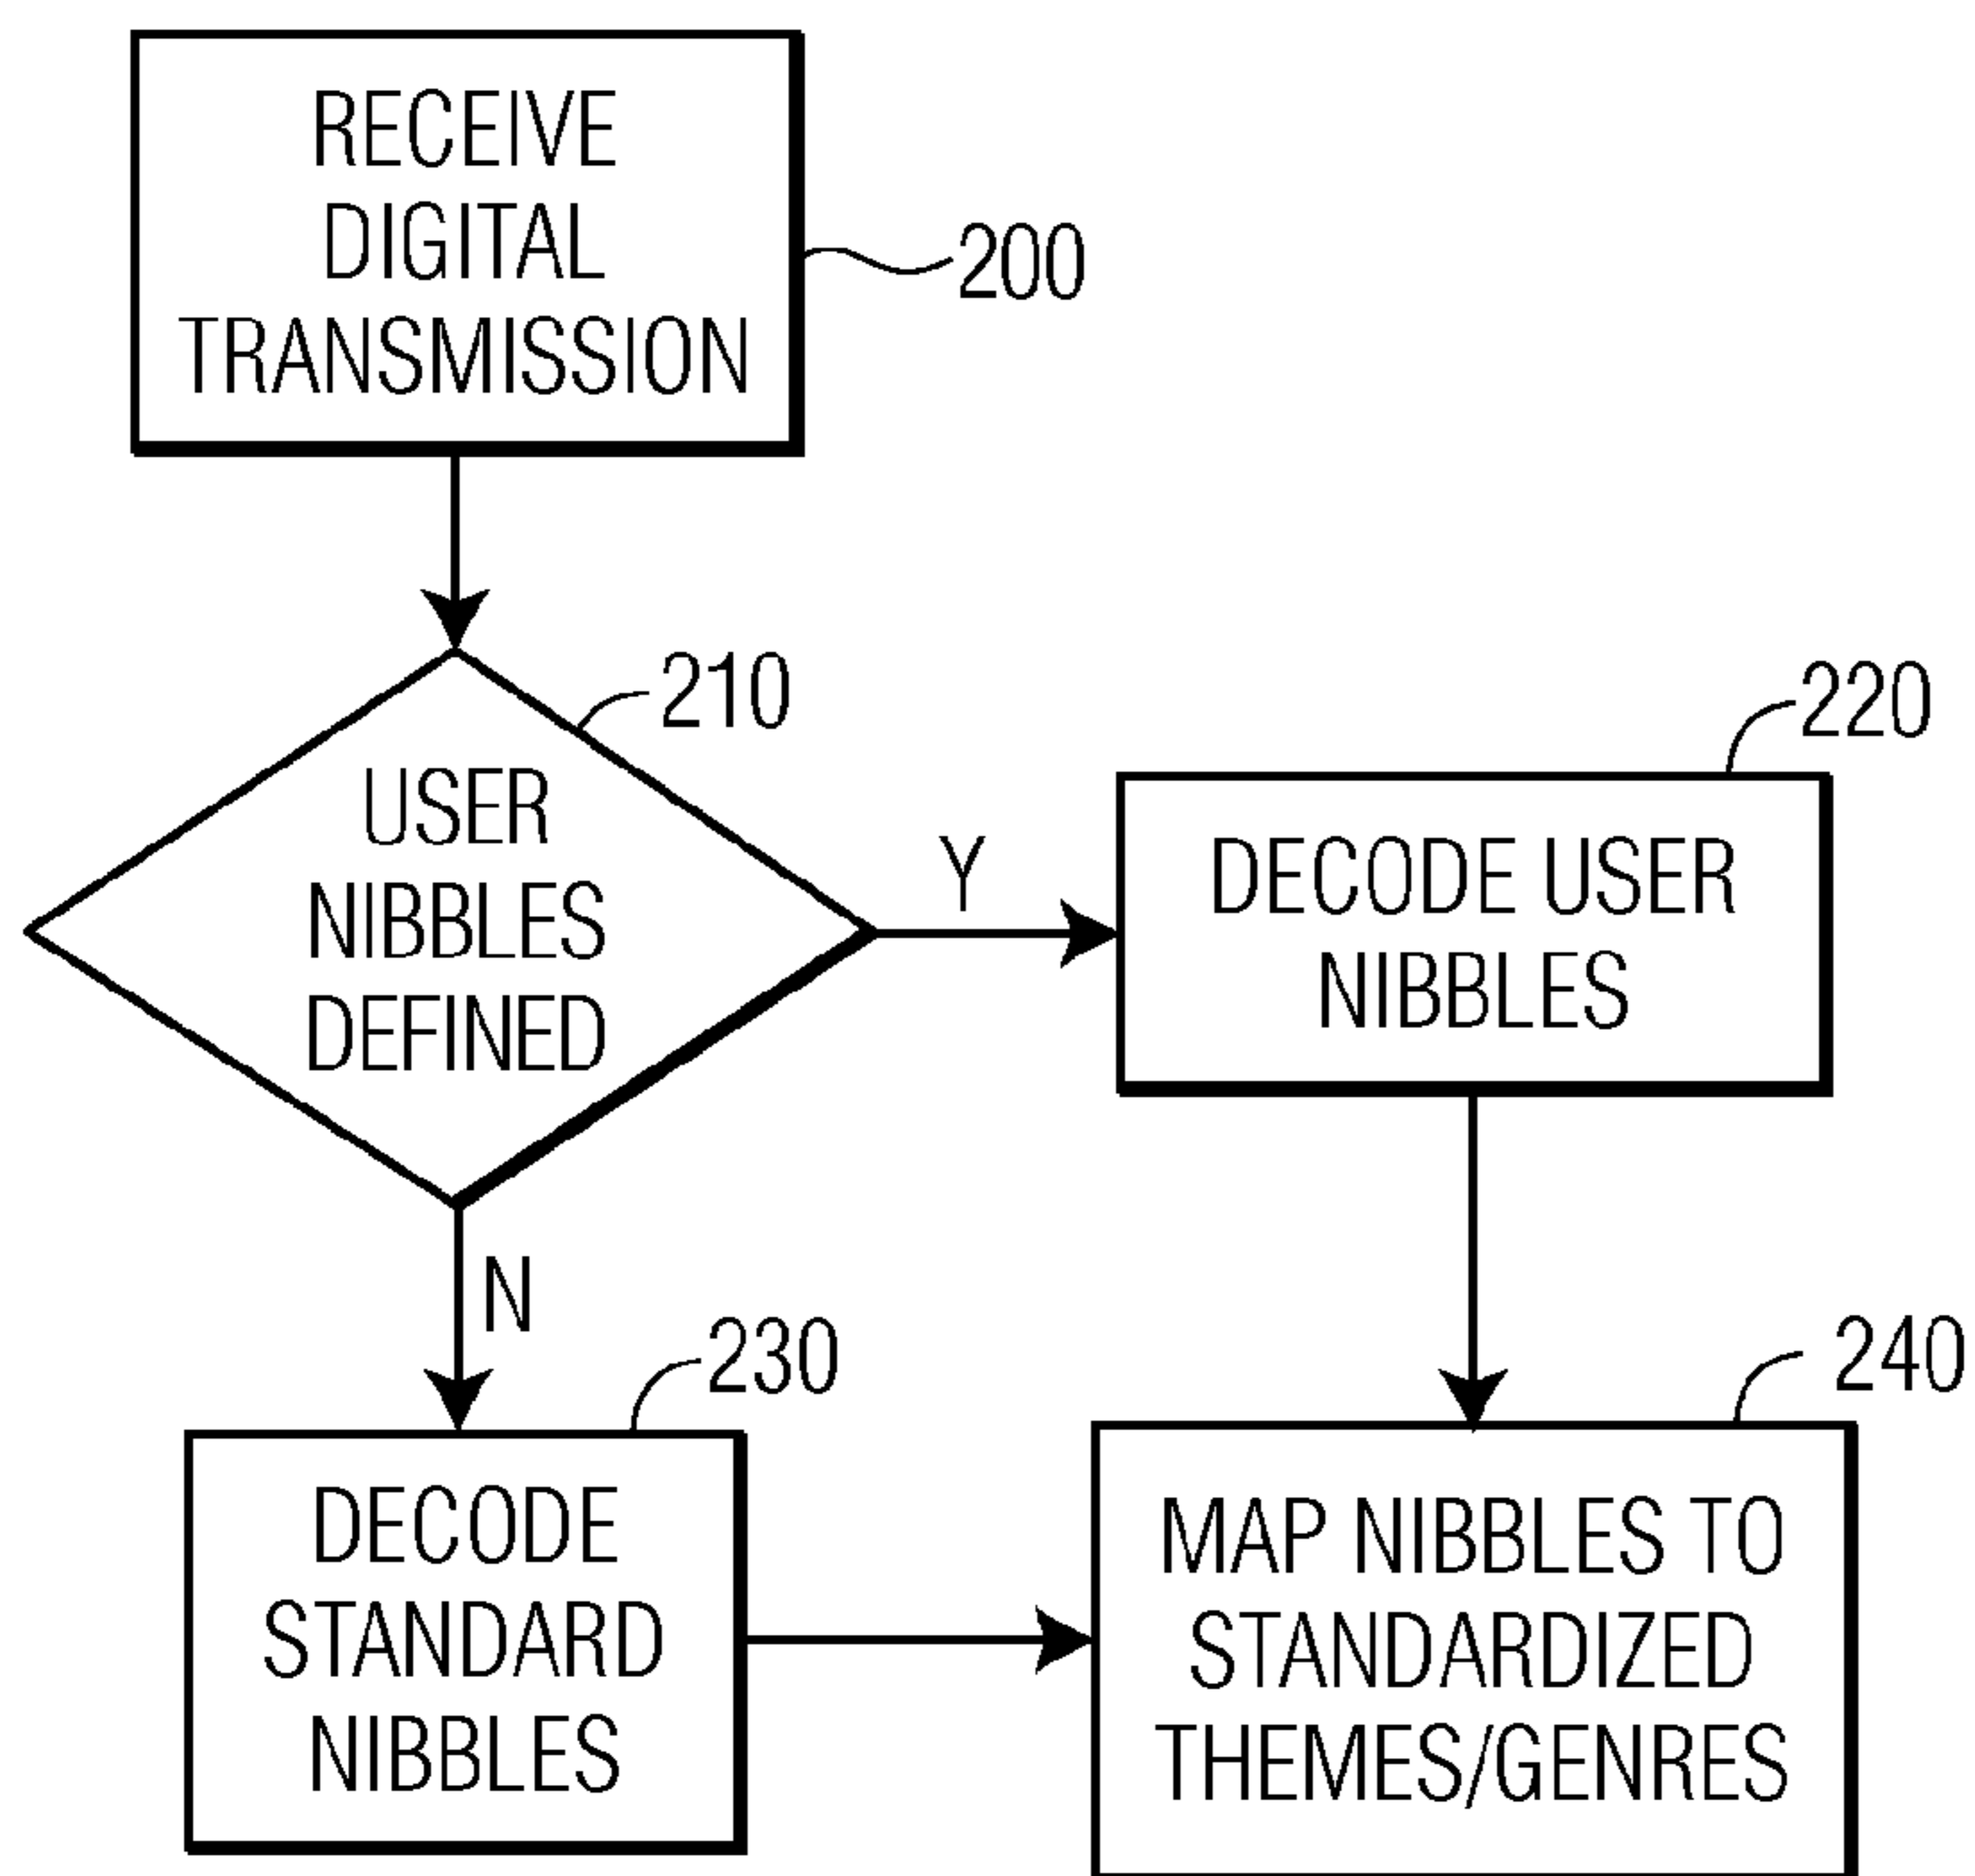 RECEIVE
DIGITAL
TRANSMISSION
200
210
USER
NIBBLES
DEFINED
Y
220
DECODE USER
NIBBLES
N
230
DECODE
STANDARD
NIBBLES
240
MAP NIBBLES TO
STANDARDIZED
THEMES/GENRES